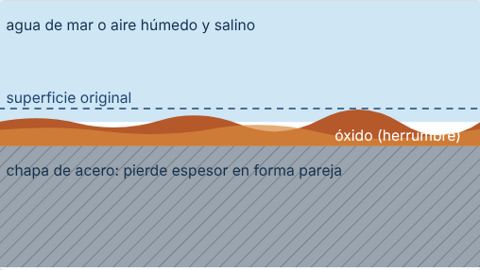 agua de mar o aire húmedo y salino
superficie original
óxido (herrumbre)
chapa de acero: pierde espesor en forma pareja